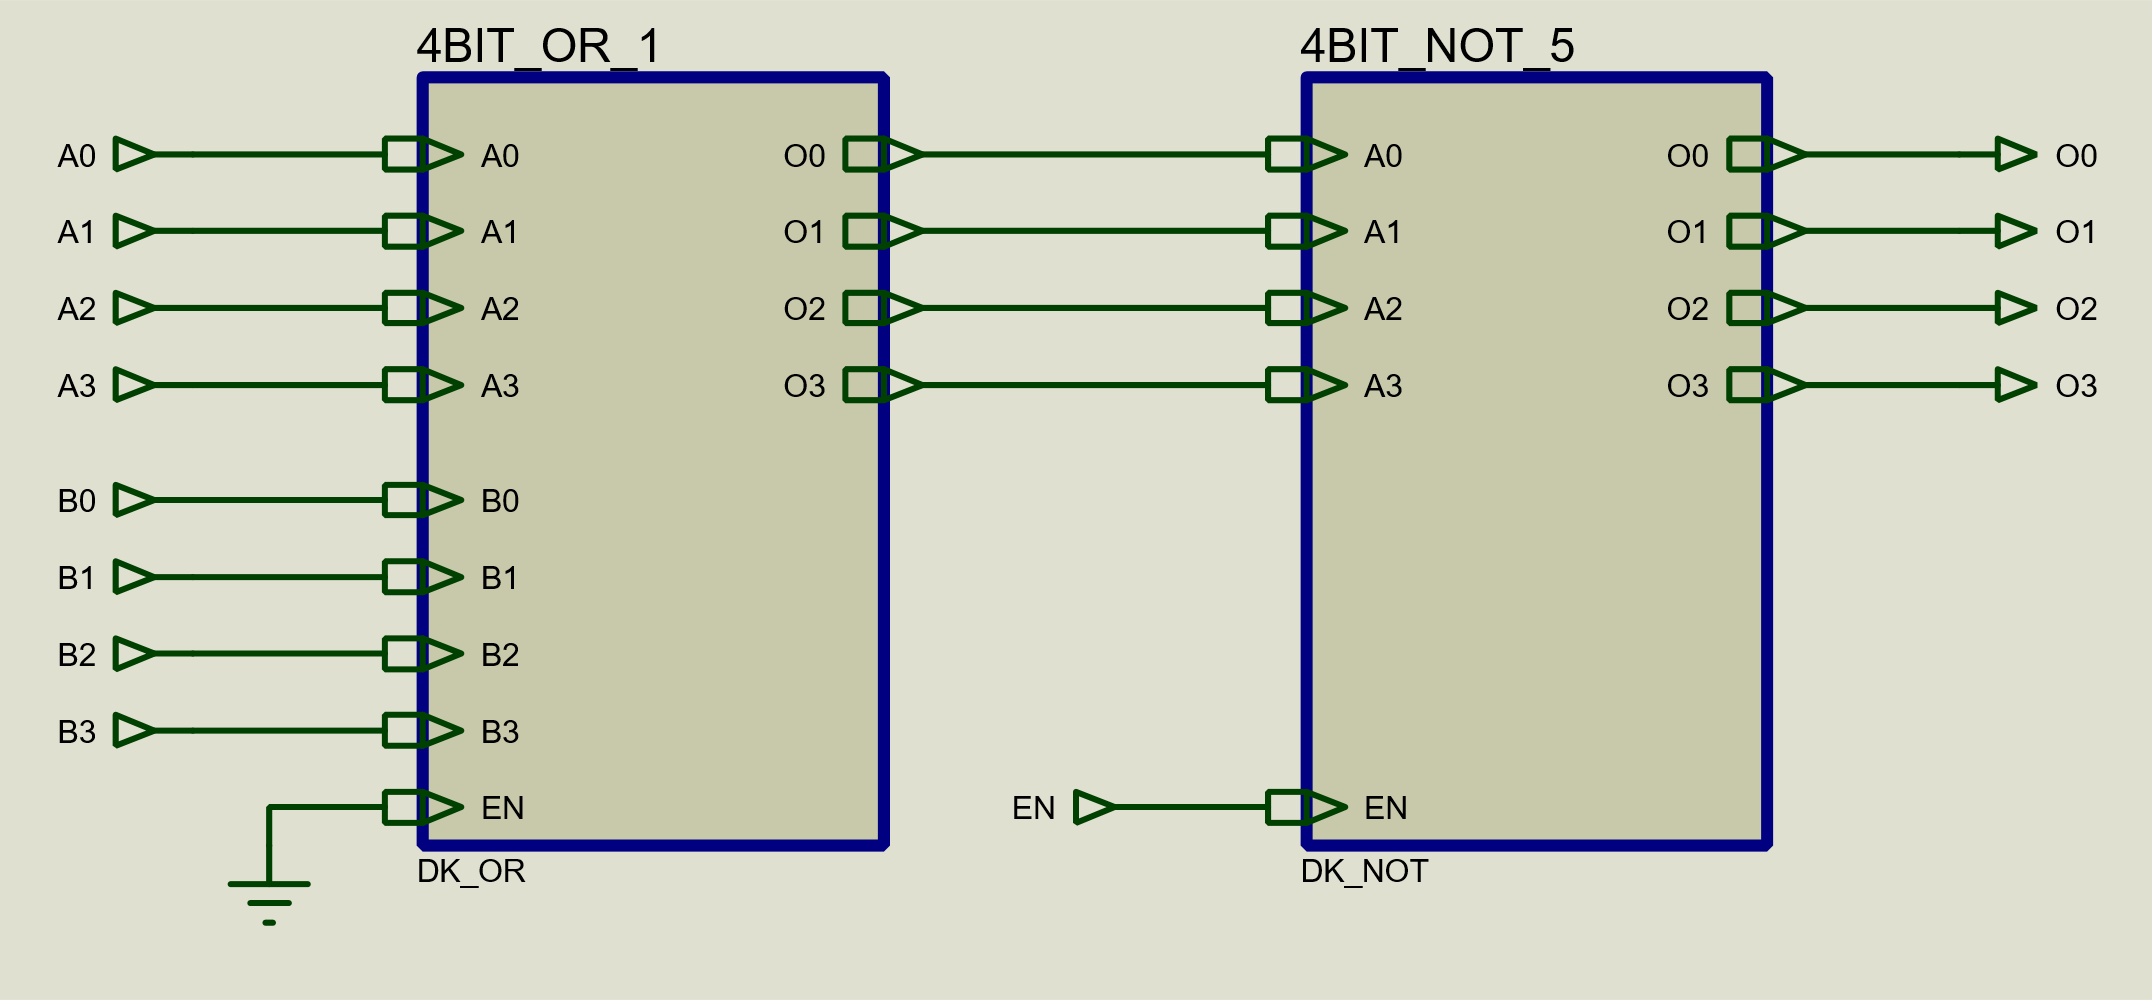 4BIT_OR_1 4BIT_NOT_5
A0 A0 O0 A0 O0 O0
A1 A1 O1 A1 O1 O1
A2 A2 O2 A2 O2 O2
A3 A3 O3 A3 O3 O3
B0 B0
B1 B1
B2 B2
B3 B3
EN EN EN
DK_OR DK_NOT